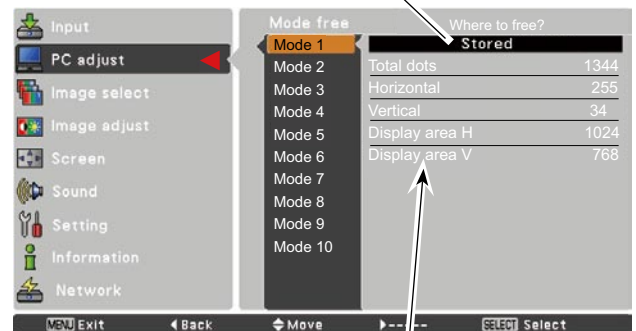 Input
PC adjust
Image select
Image adjust
Screen
Sound
Setting
Information
Network
Mode free
Mode 1
Mode 2
Mode 3
Mode 4
Mode 5
Mode 6
Mode 7
Mode 8
Mode 9
Mode 10
Where to free?
Stored
Total dots 1344
Horizontal 255
Vertical 34
Display area H 1024
Display area V 768
MENU Exit ◀Back Move ▶----- SELECT Select